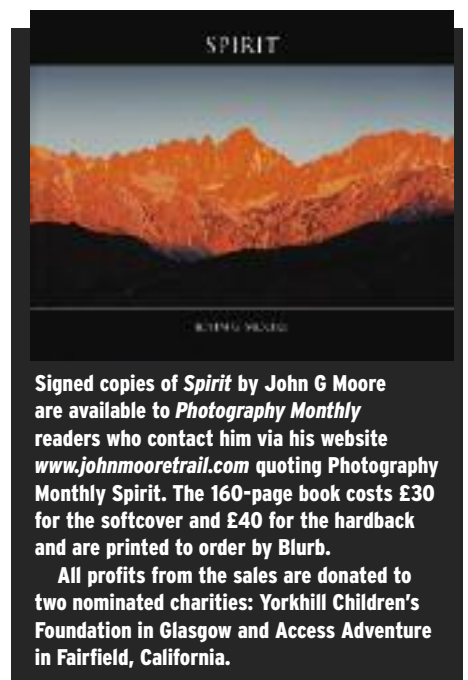 SPIRIT
JOHN G MOORE
Signed copies of Spirit by John G Moore
are available to Photography Monthly
readers who contact him via his website
www.johnmooretrail.com quoting Photography
Monthly Spirit. The 160-page book costs £30
for the softcover and £40 for the hardback
and are printed to order by Blurb.
All profits from the sales are donated to
two nominated charities: Yorkhill Children’s
Foundation in Glasgow and Access Adventure
in Fairfield, California.